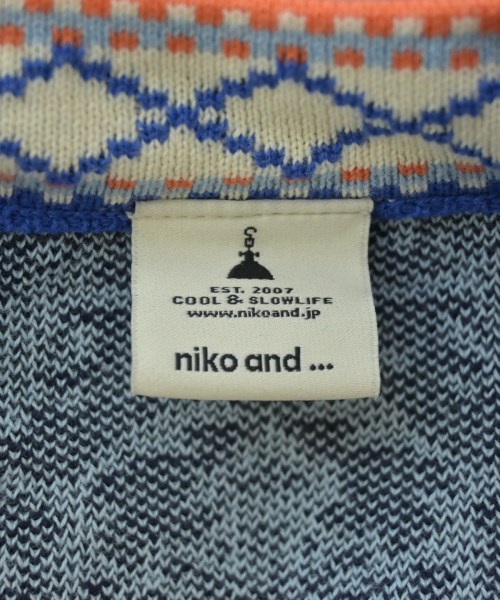 EST. 2007
COOL & SLOWLIFE
www.nikoand.jp
niko and ...